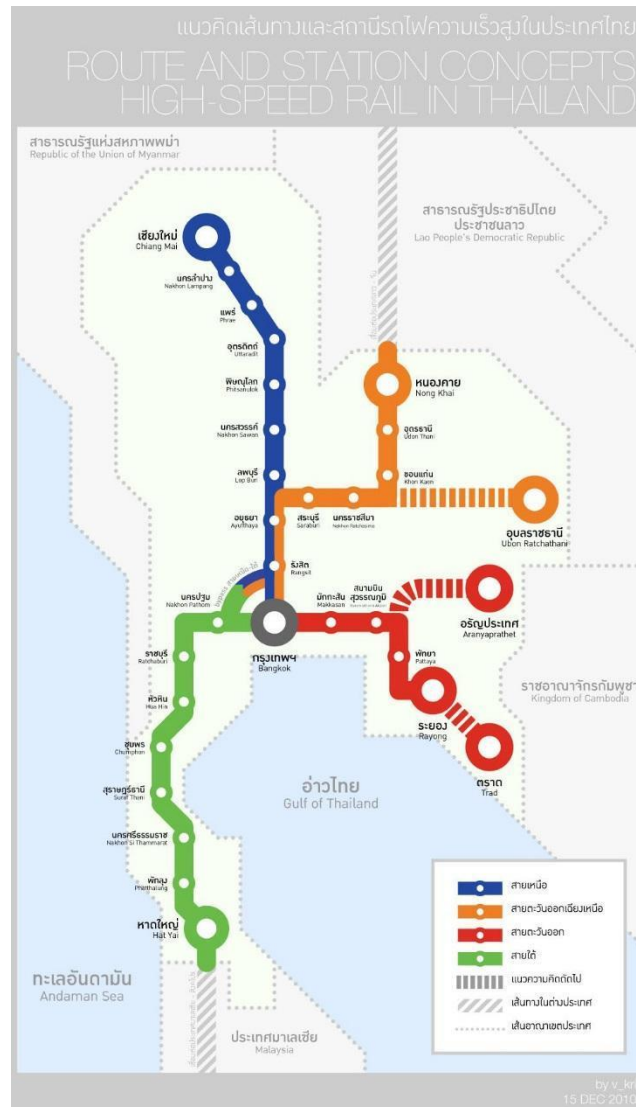 แนวคิดเส้นทางและสถานีรถไฟความเร็วสูงในประเทศไทย
ROUTE AND STATION CONCEPTS
HIGH-SPEED RAIL IN THAILAND
สาธารณรัฐแห่งสหภาพพม่า
Republic of the Union of Myanmar
สาธารณรัฐประชาธิปไตย
ประชาชนลาว
Lao People's Democratic Republic
เชียงใหม่
Chiang Mai
นครลำปาง
Nakhon Lampang
แพร่
Phrae
อุตรดิตถ์
Uttaradit
พิษณุโลก
Phitsanulok
หนองคาย
Nong Khai
นครสวรรค์
Nakhon Sawan
อุดรธานี
Udon Thani
ลพบุรี
Lop Buri
ขอนแก่น
Khon Kaen
อยุธยา
Ayutthaya
สระบุรี
Saraburi
นครราชสีมา
Nakhon Ratchasima
อุบลราชธานี
Ubon Ratchathani
รังสิต
Rangsit
นครปฐม
Nakhon Pathom
มักกะสัน
Makkasan
สนามบิน
สุวรรณภูมิ
อรัญประเทศ
Aranyaprathet
กรุงเทพฯ
Bangkok
ราชบุรี
Ratchaburi
พัทยา
Pattaya
หัวหิน
Hua Hin
ระยอง
Rayong
ราชอาณาจักรกัมพูชา
Kingdom of Cambodia
ชุมพร
Chumphon
ตราด
Trad
อ่าวไทย
Gulf of Thailand
สุราษฎร์ธานี
Surat Thani
นครศรีธรรมราช
Nakhon Si Thammarat
พัทลุง
Phatthalung
หาดใหญ่
Hat Yai
ทะเลอันดามัน
Andaman Sea
ประเทศมาเลเซีย
Malaysia
สายเหนือ
สายตะวันออกเฉียงเหนือ
สายตะวันออก
สายใต้
แนวความคิดถัดไป
เส้นทางในต่างประเทศ
เส้นอาณาเขตประเทศ
by v_kri
15 DEC 2010